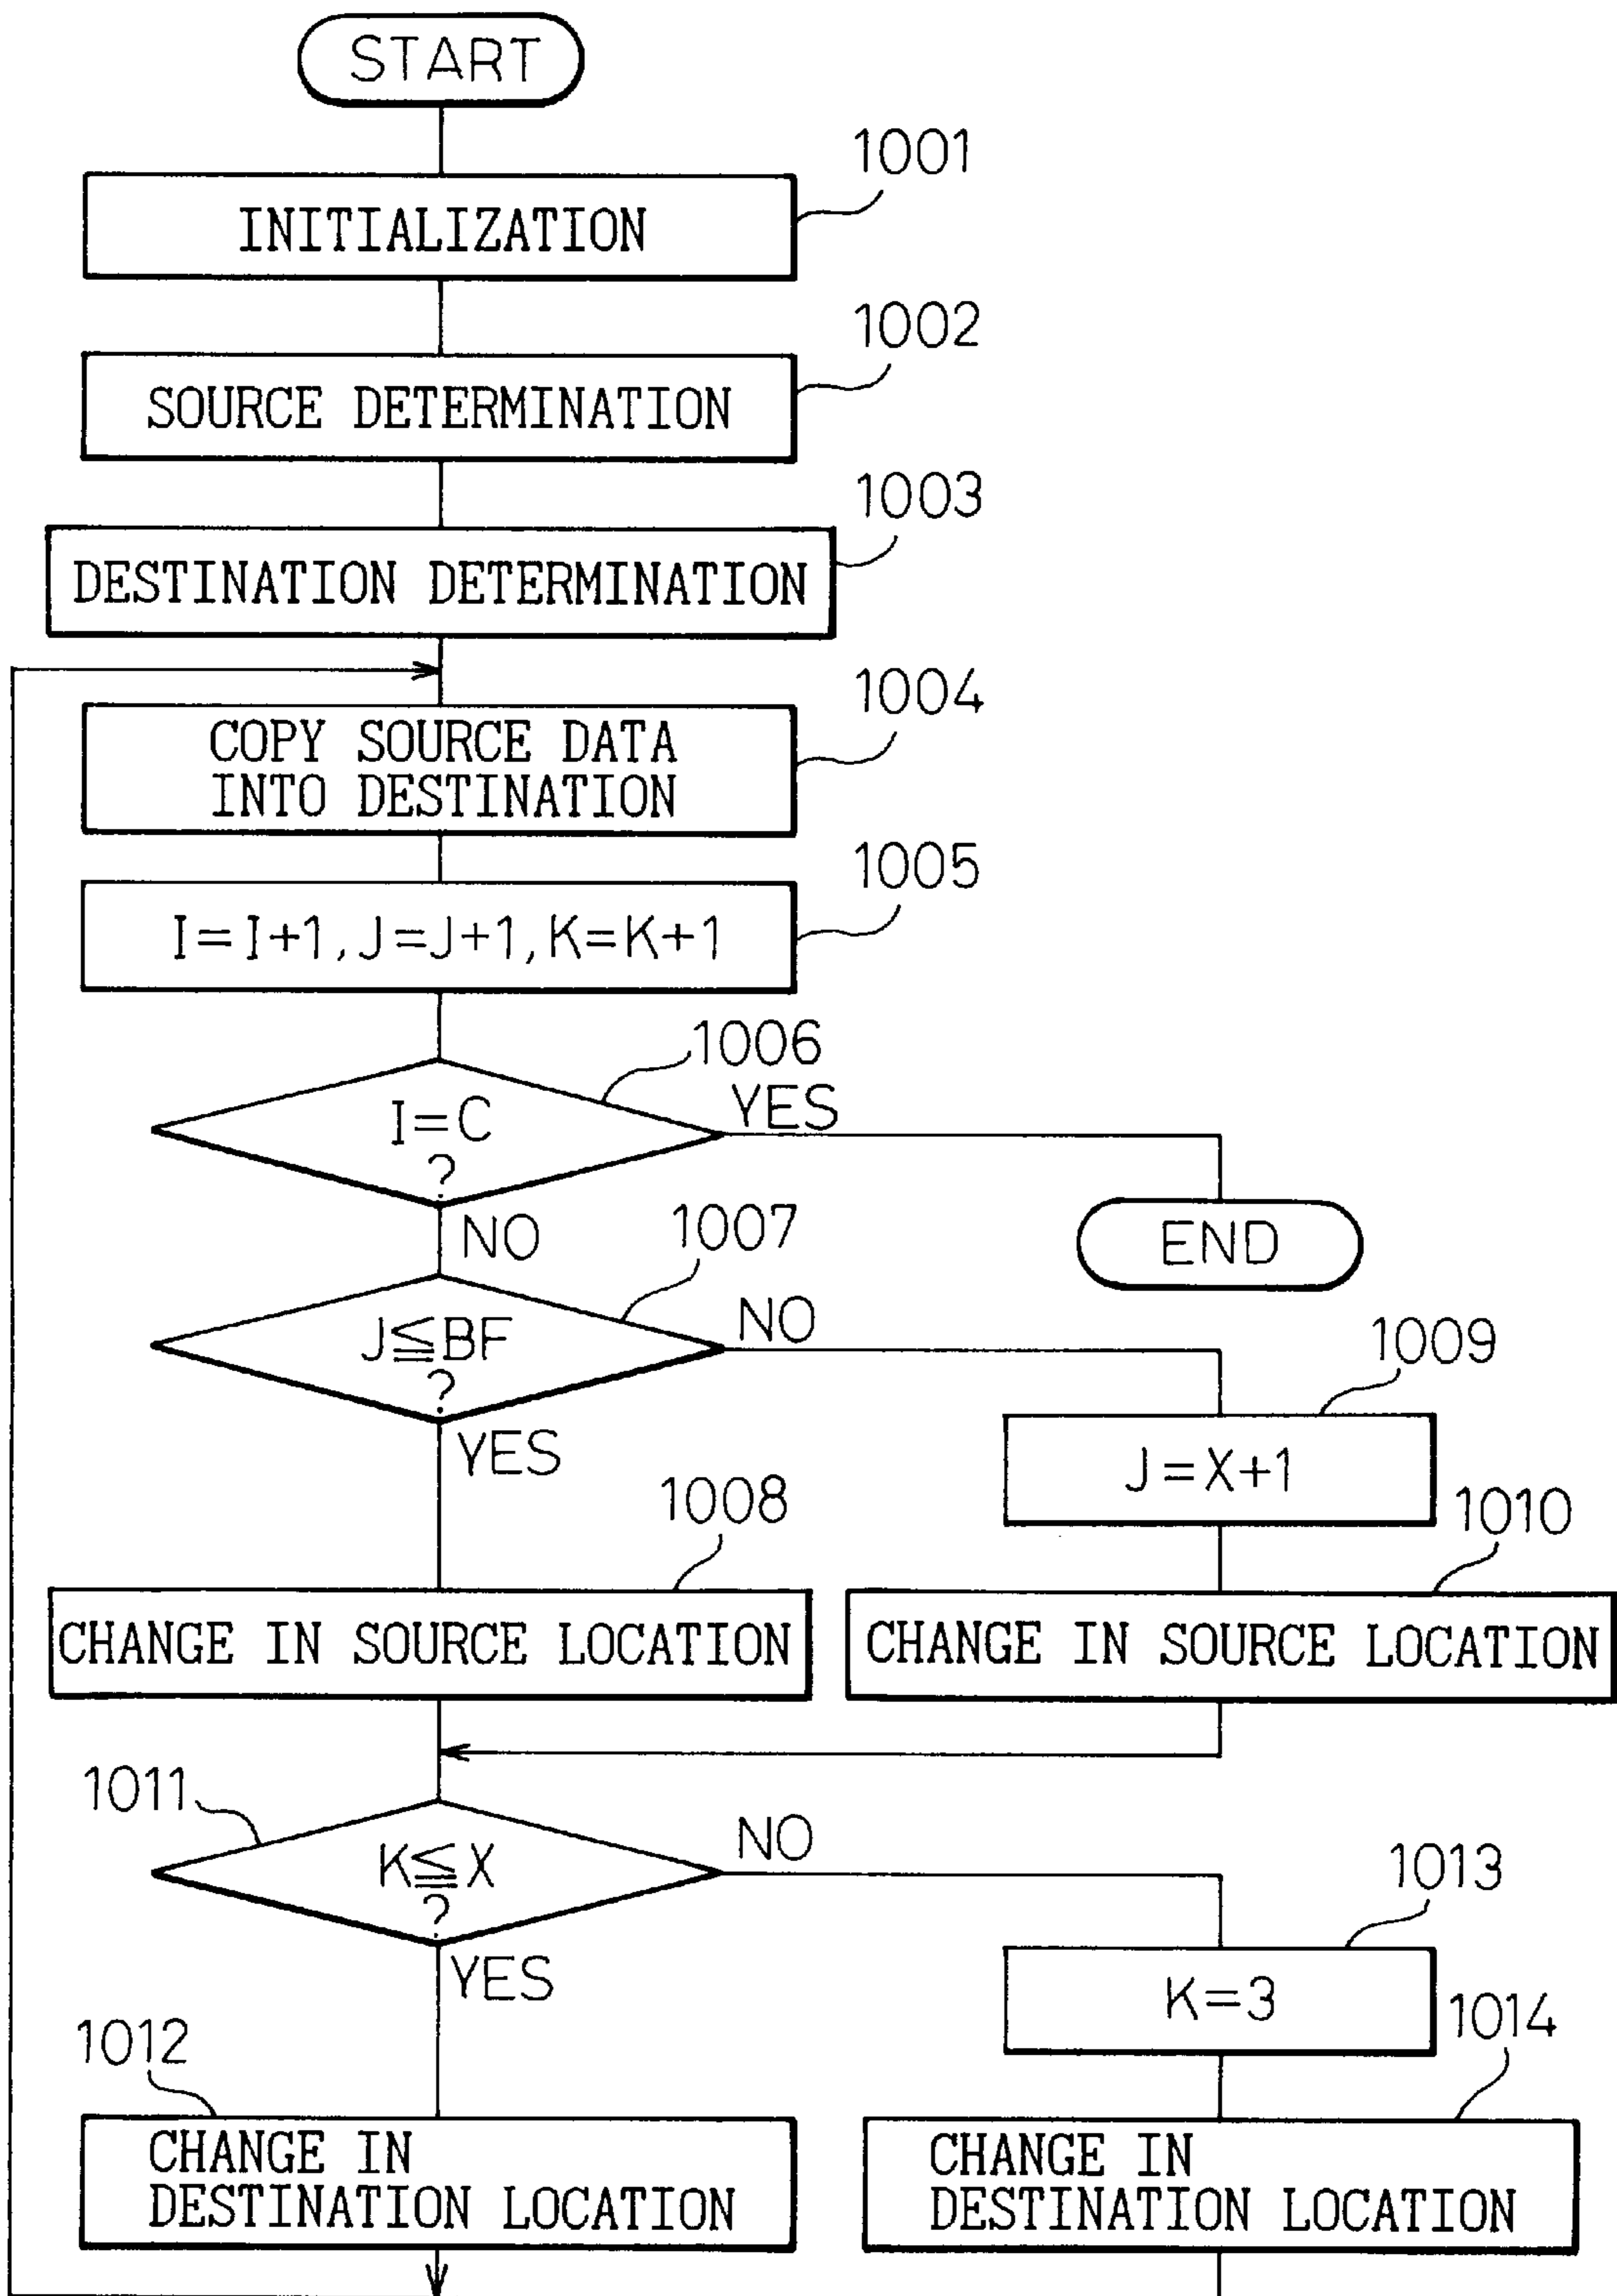 START
1001
INITIALIZATION
1002
SOURCE DETERMINATION
1003
DESTINATION DETERMINATION
1004
COPY SOURCE DATA
INTO DESTINATION
1005
I=I+1, J=J+1, K=K+1
1006
I=C
?
YES
NO
END
1007
J≦BF
?
NO
YES
1009
J=X+1
1008
1010
CHANGE IN SOURCE LOCATION
CHANGE IN SOURCE LOCATION
1011
K≦X
?
NO
YES
1013
K=3
1012
1014
CHANGE IN
DESTINATION LOCATION
CHANGE IN
DESTINATION LOCATION